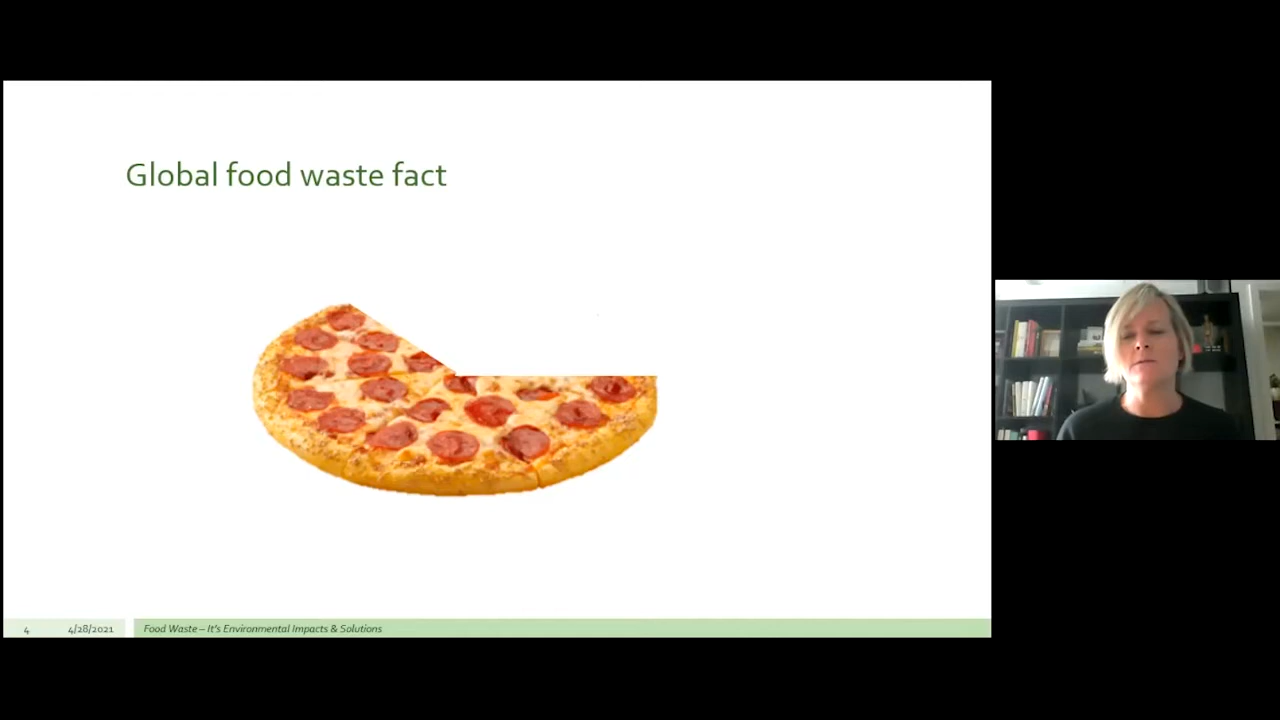 Global food waste fact
4
4/28/2021
Food Waste – It's Environmental Impacts & Solutions